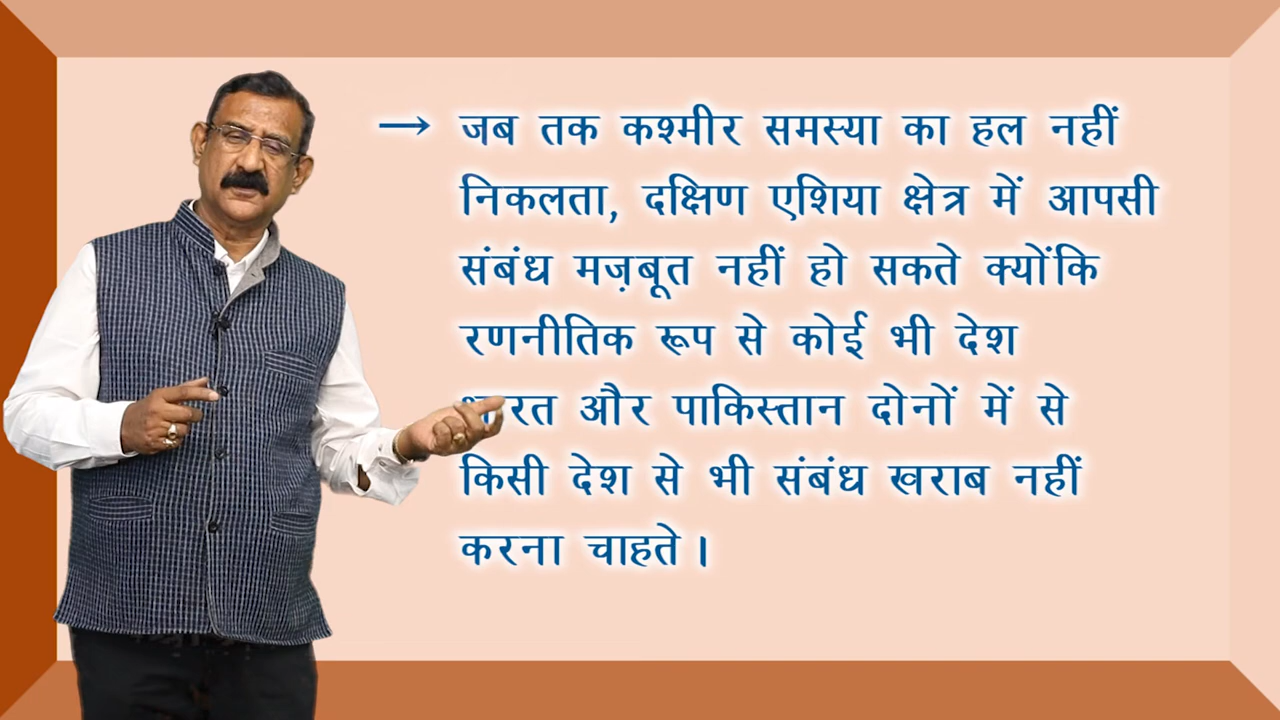 → जब तक कश्मीर समस्या का हल नहीं
निकलता, दक्षिण एशिया क्षेत्र में आपसी
संबंध मज़बूत नहीं हो सकते क्योंकि
रणनीतिक रूप से कोई भी देश
भारत और पाकिस्तान दोनों में से
किसी देश से भी संबंध खराब नहीं
करना चाहते।